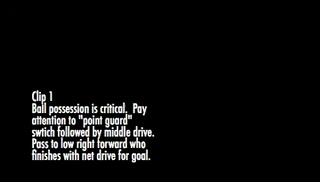 Clip 1
Ball possession is critical.  Pay
attention to "point guard"
swtich followed by middle drive.
Pass to low right forward who
finishes with net drive for goal.